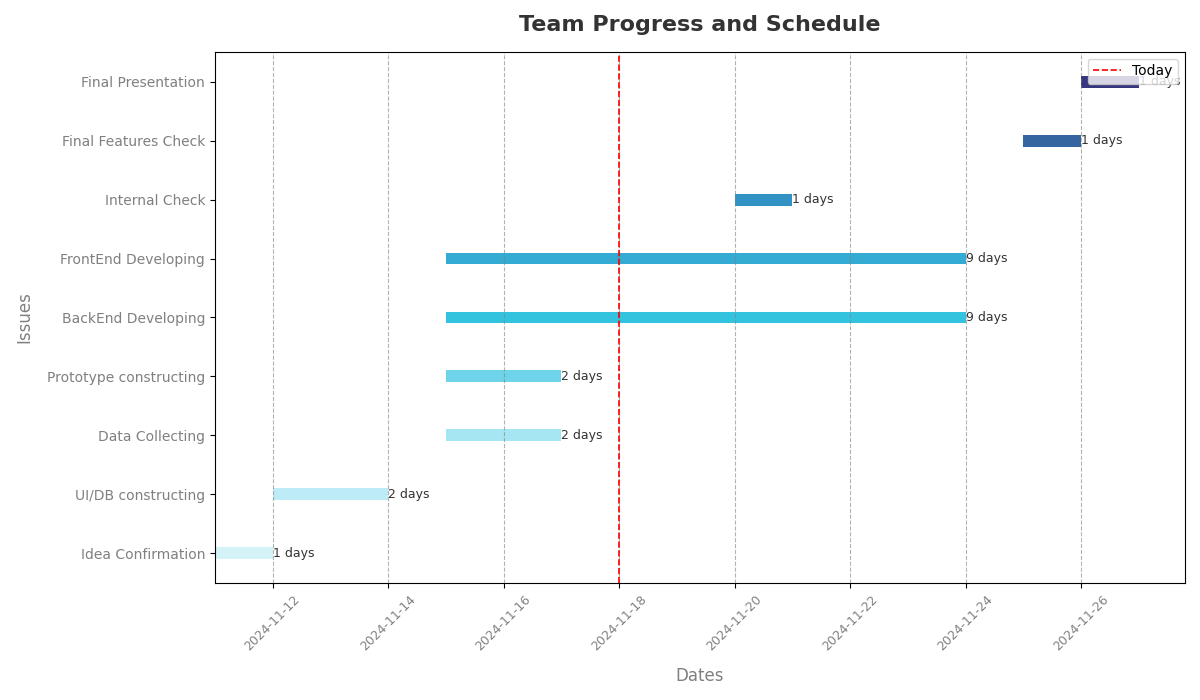 Team Progress and Schedule
Today
Final Presentation
1 days
Final Features Check
1 days
Internal Check
1 days
FrontEnd Developing
9 days
BackEnd Developing
9 days
Prototype constructing
2 days
Data Collecting
2 days
UI/DB constructing
2 days
Idea Confirmation
1 days
Issues
2024-11-12
2024-11-14
2024-11-16
2024-11-18
2024-11-20
2024-11-22
2024-11-24
2024-11-26
Dates